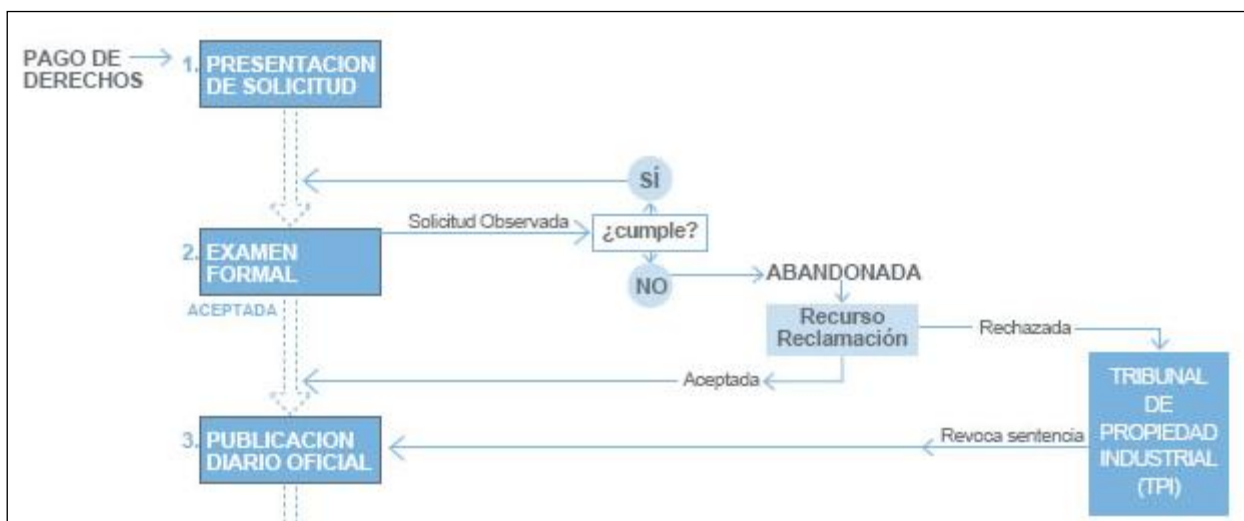 PAGO DE
DERECHOS
1. PRESENTACION
DE SOLICITUD
SÍ
Solicitud Observada
¿cumple?
2. EXAMEN
FORMAL
NO
ABANDONADA
ACEPTADA
Recurso
Reclamación
Rechazada
Aceptada
TRIBUNAL
DE
PROPIEDAD
INDUSTRIAL
(TPI)
3. PUBLICACION
DIARIO OFICIAL
Revoca sentencia